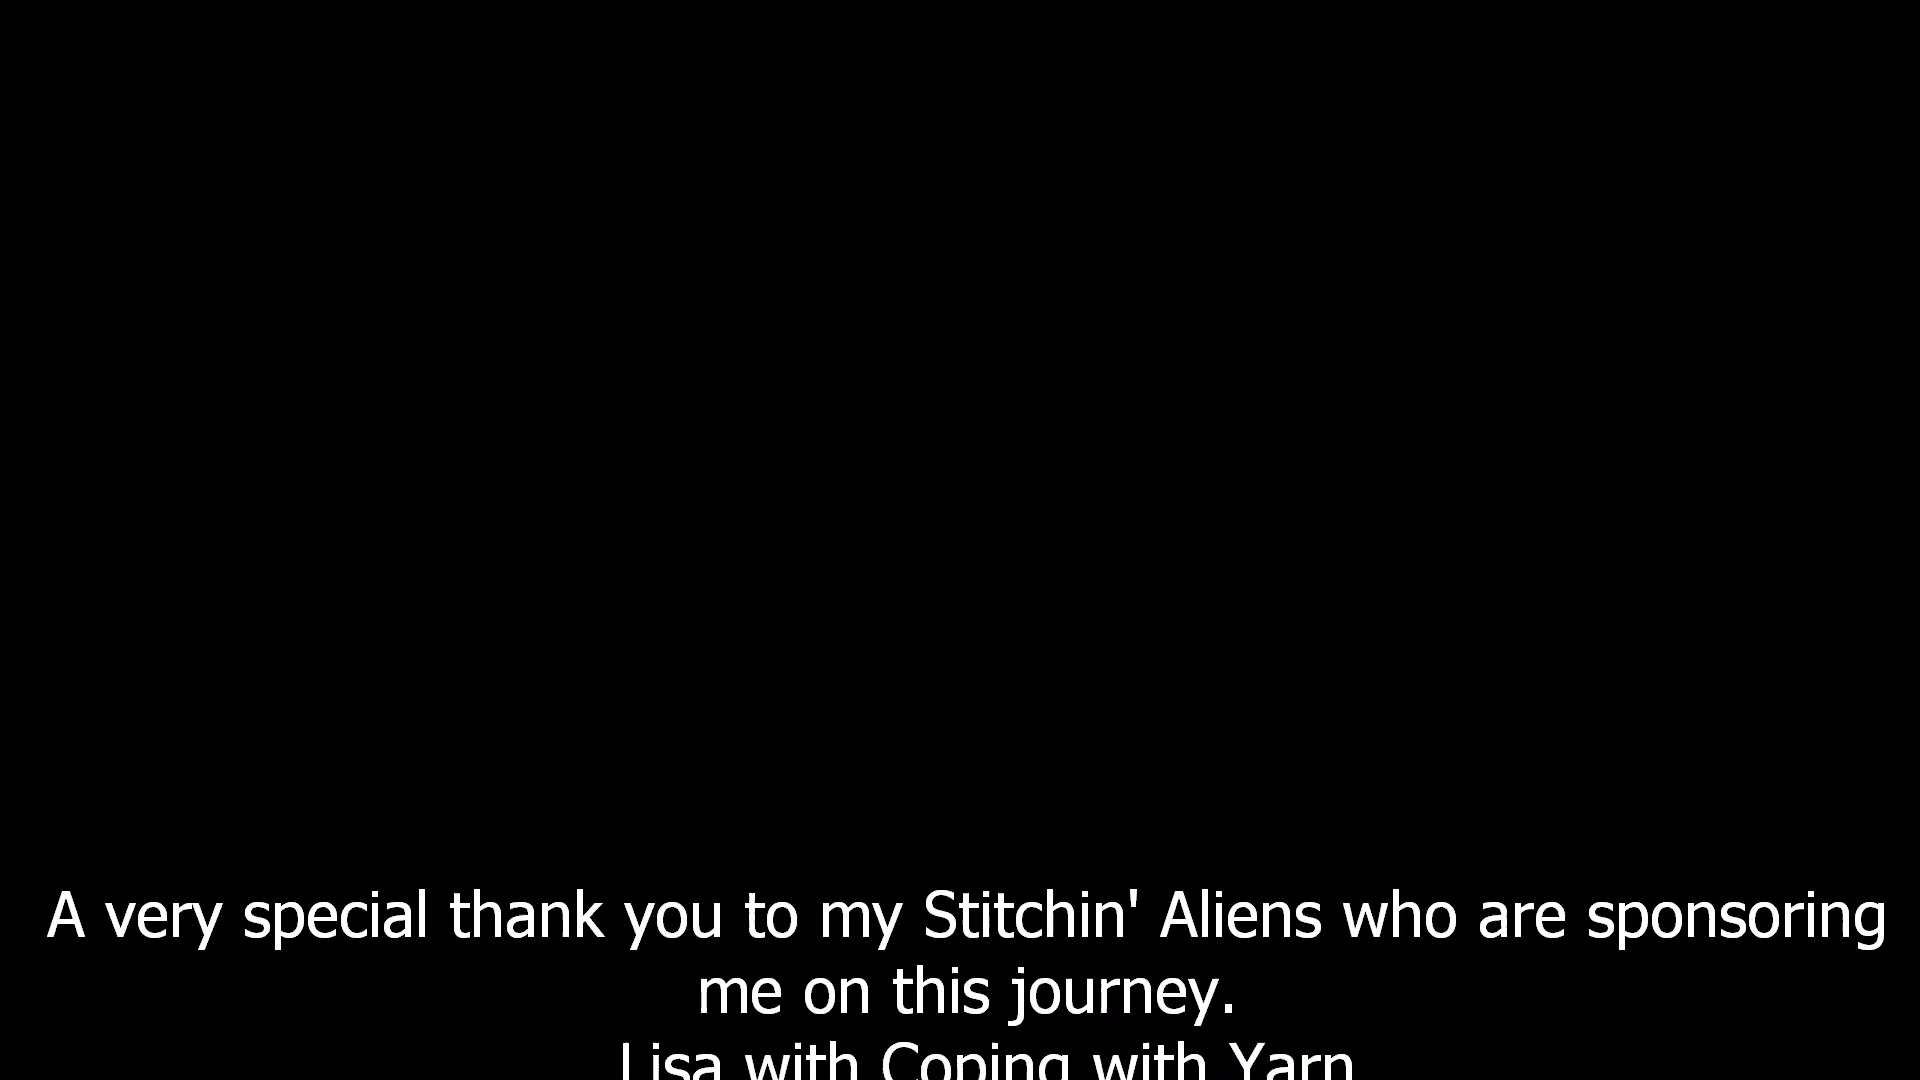 A very special thank you to my Stitchin' Aliens who are sponsoring
me on this journey.
Lisa with Coping with Yarn